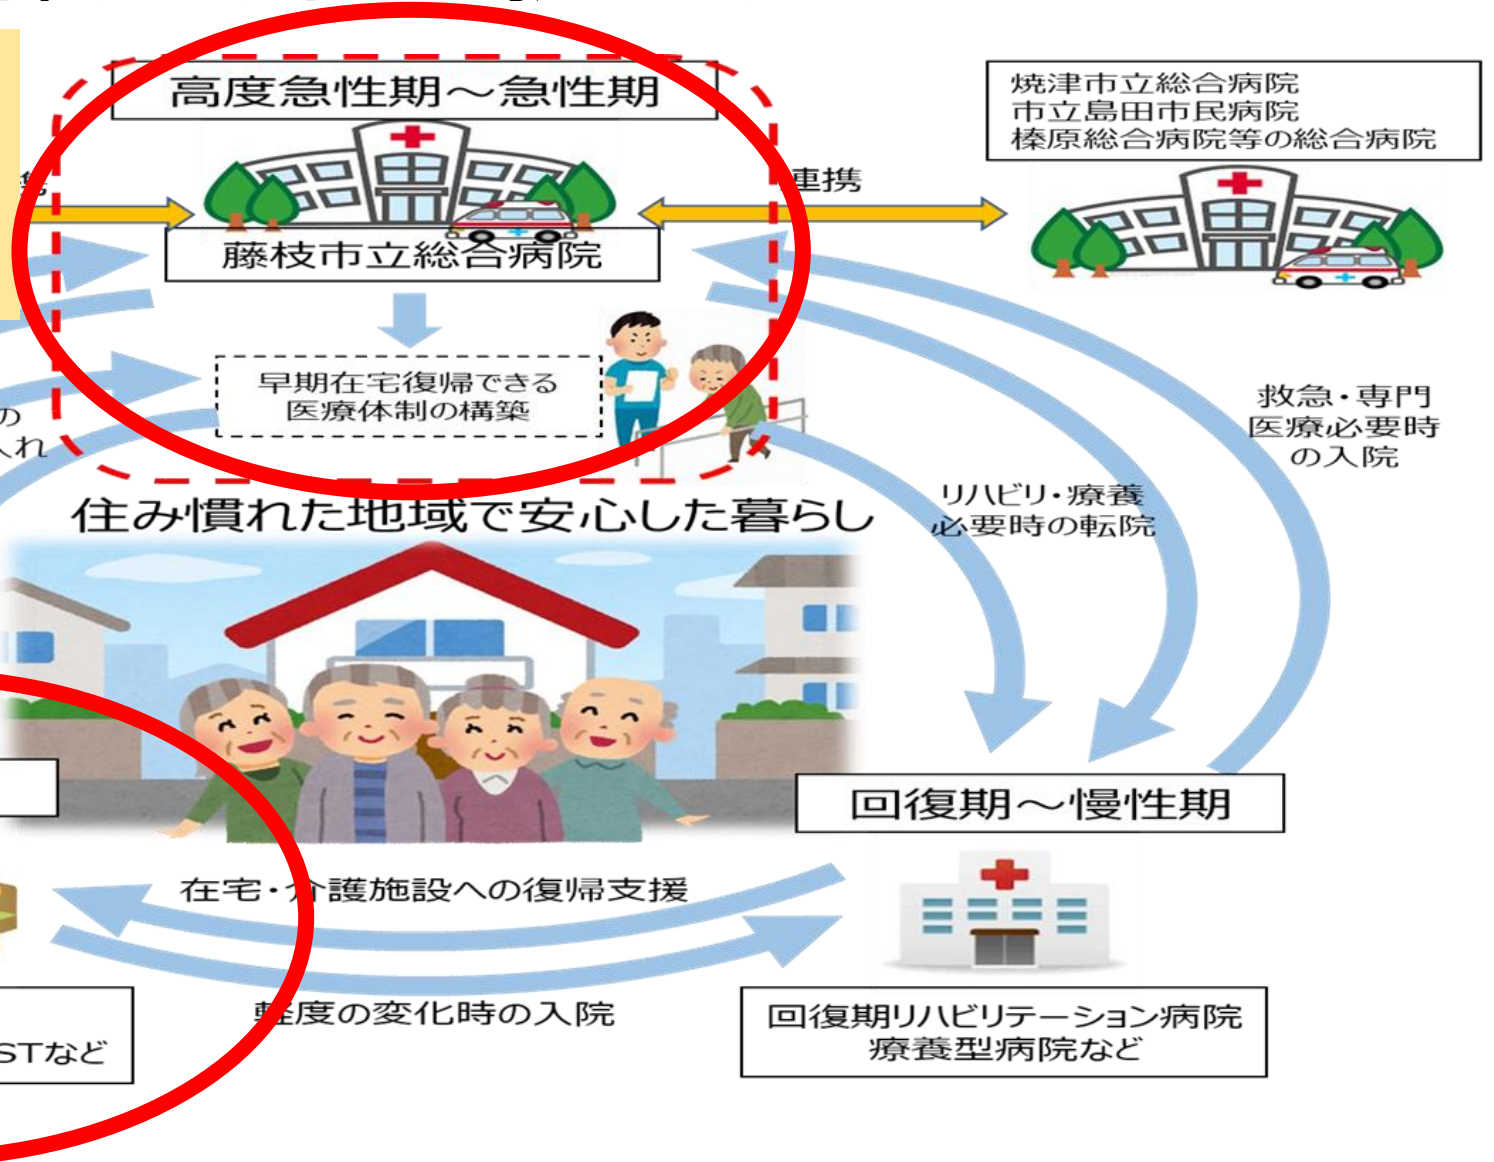 高度急性期～急性期
焼津市立総合病院
市立島田市民病院
榛原総合病院等の総合病院
携
連携
藤枝市立総合病院
早期在宅復帰できる
医療体制の構築
の
入れ
救急・専門
医療必要時
の入院
リハビリ・療養
必要時の転院
住み慣れた地域で安心した暮らし
回復期～慢性期
在宅・介護施設への復帰支援
軽度の変化時の入院
回復期リハビリテーション病院
療養型病院など
STなど